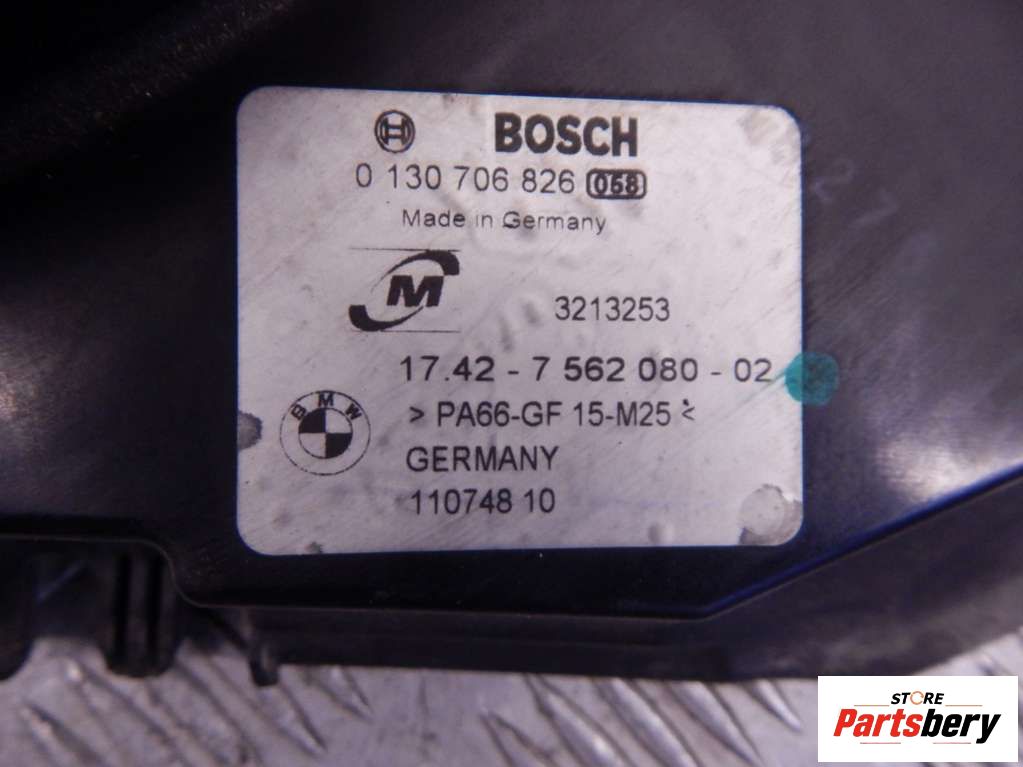 BOSCH
0 130 706 826 058
Made in Germany
M
3213253
17.42 - 7 562 080 - 02
BMW
> PA66-GF 15-M25 <
GERMANY
110748 10
STORE
Partsbery